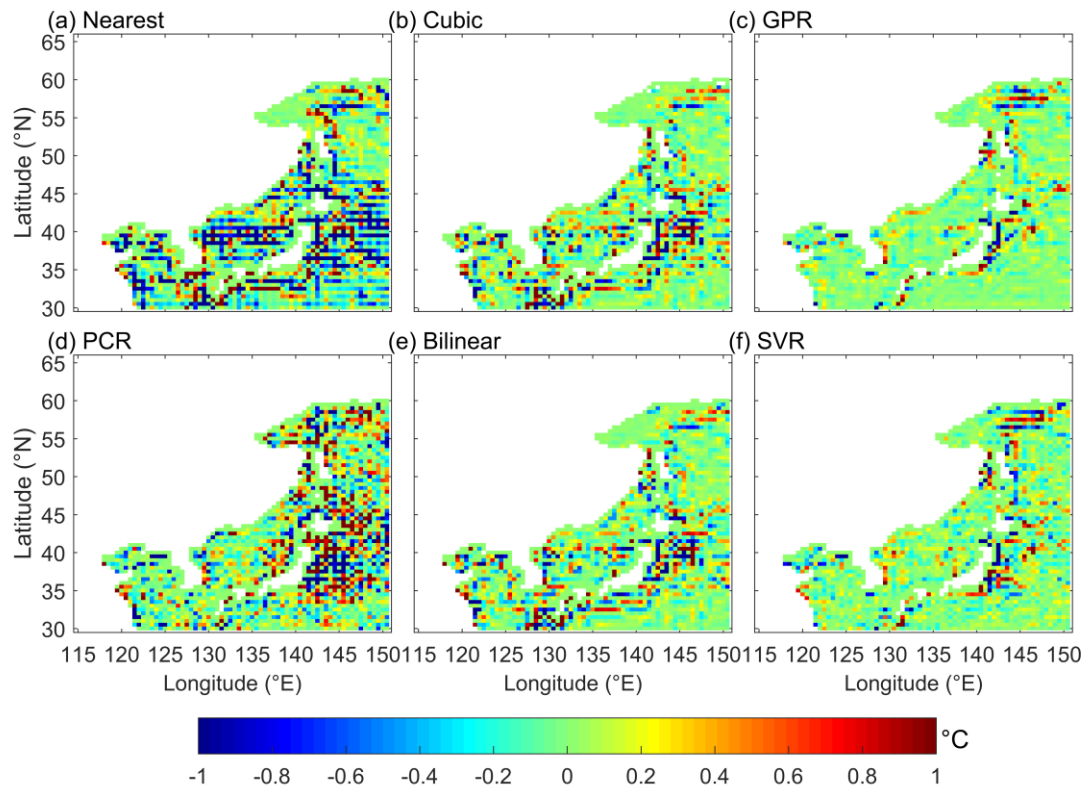 (a) Nearest
(b) Cubic
(c) GPR
65
60
55
50
45
40
35
30
Latitude (°N)
(d) PCR
(e) Bilinear
(f) SVR
65
60
55
50
45
40
35
30
Latitude (°N)
115 120 125 130 135 140 145 150
115 120 125 130 135 140 145 150
115 120 125 130 135 140 145 150
Longitude (°E)
Longitude (°E)
Longitude (°E)
°C
-1 -0.8 -0.6 -0.4 -0.2 0 0.2 0.4 0.6 0.8 1